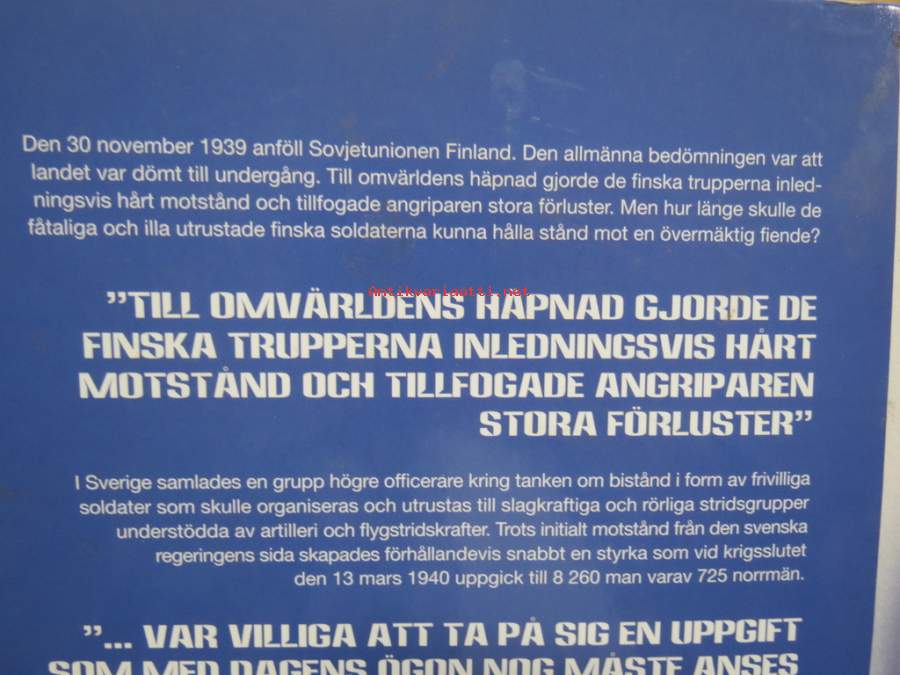 Den 30 november 1939 anföll Sovjetunionen Finland. Den allmänna bedömningen var att
landet var dömt till undergång. Till omvärldens häpnad gjorde de finska trupperna inled-
ningsvis hårt motstånd och tillfogade angriparen stora förluster. Men hur länge skulle de
fåtaliga och illa utrustade finska soldaterna kunna hålla stånd mot en övermäktig fiende?
Antikvariaatti.net
”TILL OMVÄRLDENS HÄPNAD GJORDE DE
FINSKA TRUPPERNA INLEDNINGSVIS HÅRT
MOTSTÅND OCH TILLFOGADE ANGRIPAREN
STORA FÖRLUSTER”
I Sverige samlades en grupp högre officerare kring tanken om bistånd i form av frivilliga
soldater som skulle organiseras och utrustas till slagkraftiga och rörliga stridsgrupper
understödda av artilleri och flygstridskrafter. Trots initialt motstånd från den svenska
regeringens sida skapades förhållandevis snabbt en styrka som vid krigsslutet
den 13 mars 1940 uppgick till 8 260 man varav 725 norrmän.
”... VAR VILLIGA ATT TA PÅ SIG EN UPPGIFT
SOM MED DAGENS ÖGON NOG MÅSTE ANSES